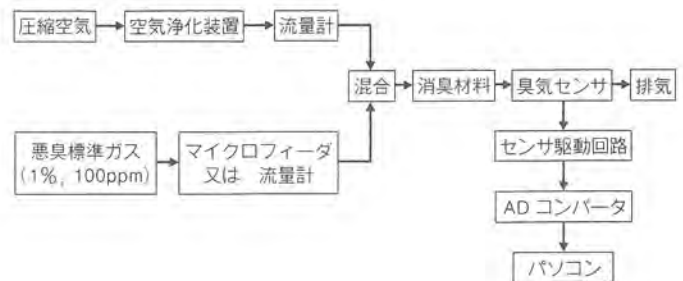 圧縮空気
空気浄化装置
流量計
混合
消臭材料
臭気センサ
排気
悪臭標準ガス
(1%, 100ppm)
マイクロフィーダ
又は 流量計
センサ駆動回路
AD コンバータ
パソコン